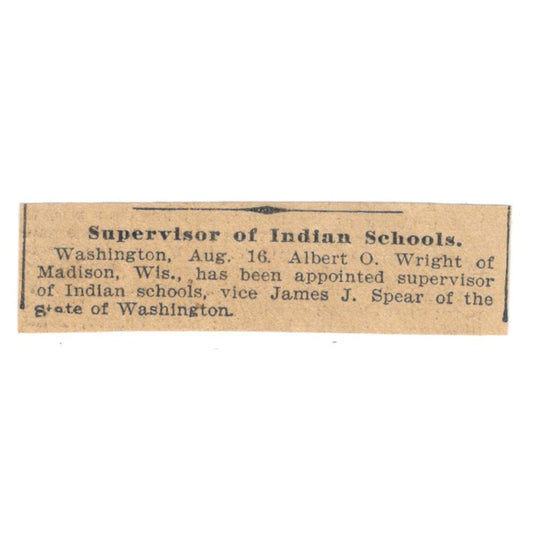 Supervisor of Indian Schools.
Washington, Aug. 16. Albert O. Wright of
Madison, Wis., has been appointed supervisor
of Indian schools, vice James J. Spear of the
State of Washington.